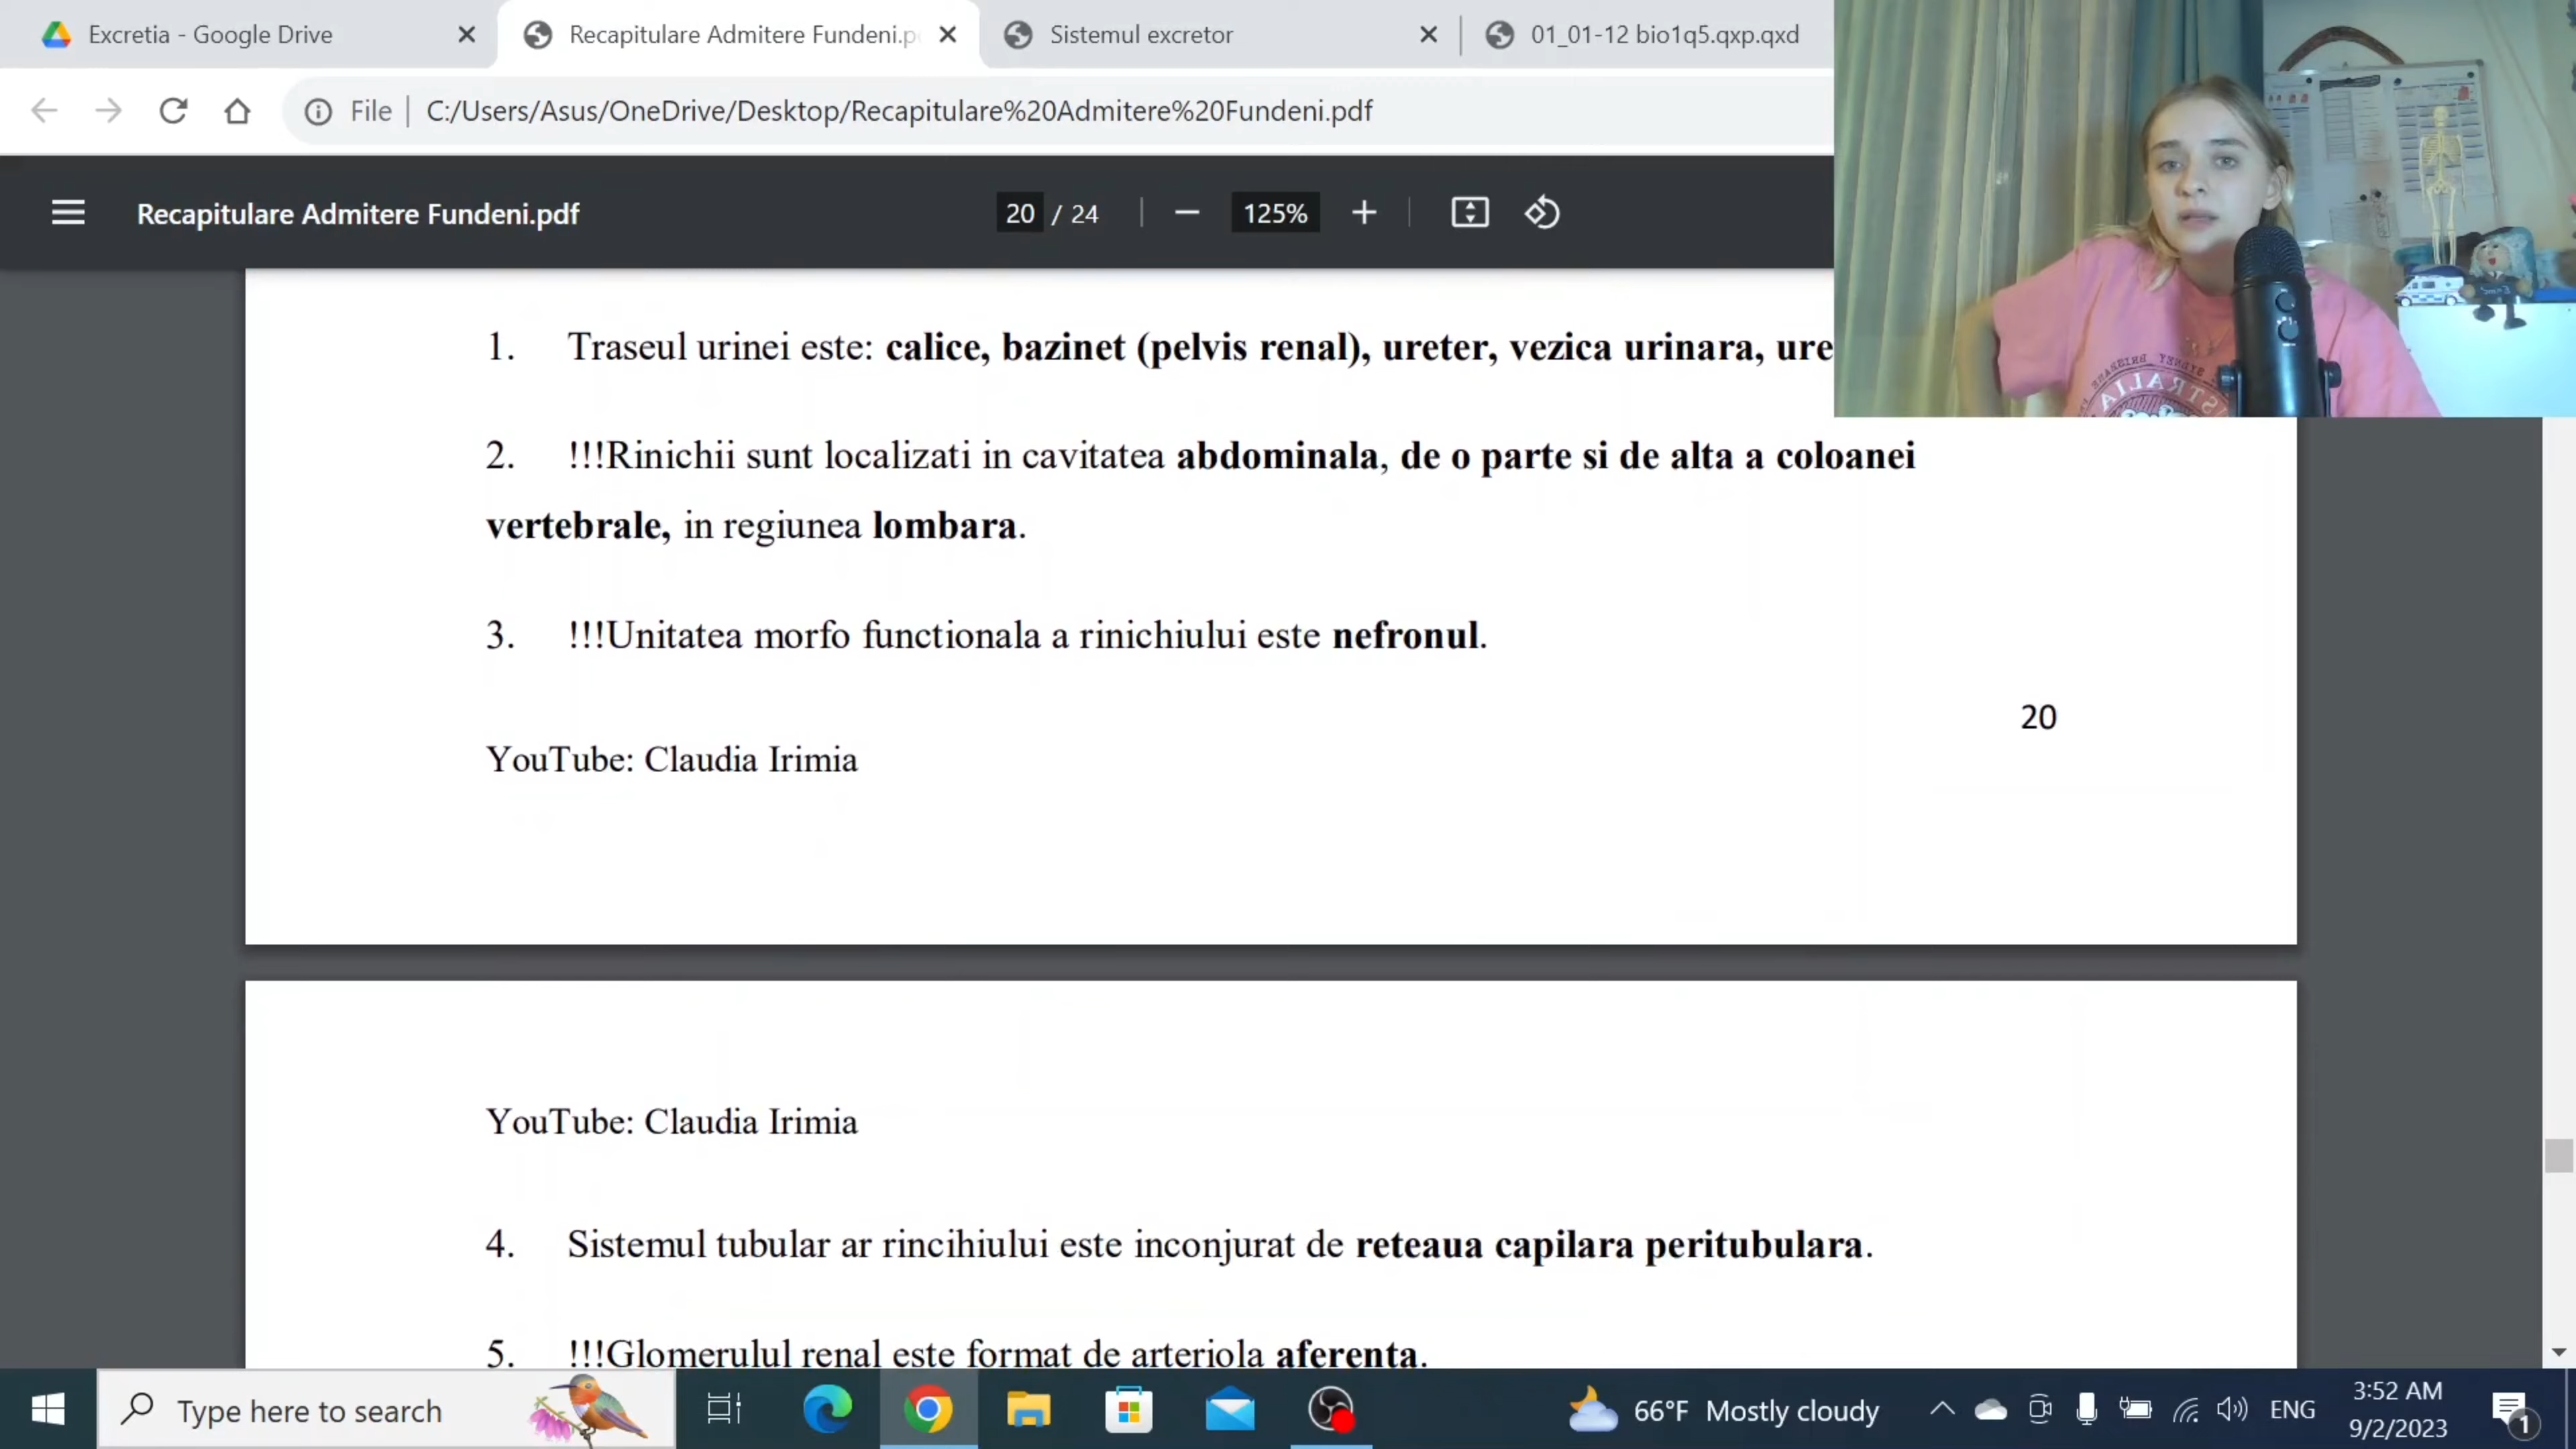 Excretia - Google Drive
Recapitulare Admitere Fundeni.p
Sistemul excretor
01_01-12 bio1q5.qxp.qxd
File
C:/Users/Asus/OneDrive/Desktop/Recapitulare%20Admitere%20Fundeni.pdf
Recapitulare Admitere Fundeni.pdf
20 / 24
125%
1. Traseul urinei este: calice, bazinet (pelvis renal), ureter, vezica urinara, ure
2. !!!Rinichii sunt localizati in cavitatea abdominala, de o parte si de alta a coloanei
vertebrale, in regiunea lombara.
3. !!!Unitatea morfo functionala a rinichiului este nefronul.
20
YouTube: Claudia Irimia
YouTube: Claudia Irimia
4. Sistemul tubular ar rincihiului este inconjurat de reteaua capilara peritubulara.
5. !!!Glomerulul renal este format de arteriola aferenta.
Type here to search
66°F Mostly cloudy
ENG
3:52 AM
9/2/2023
1